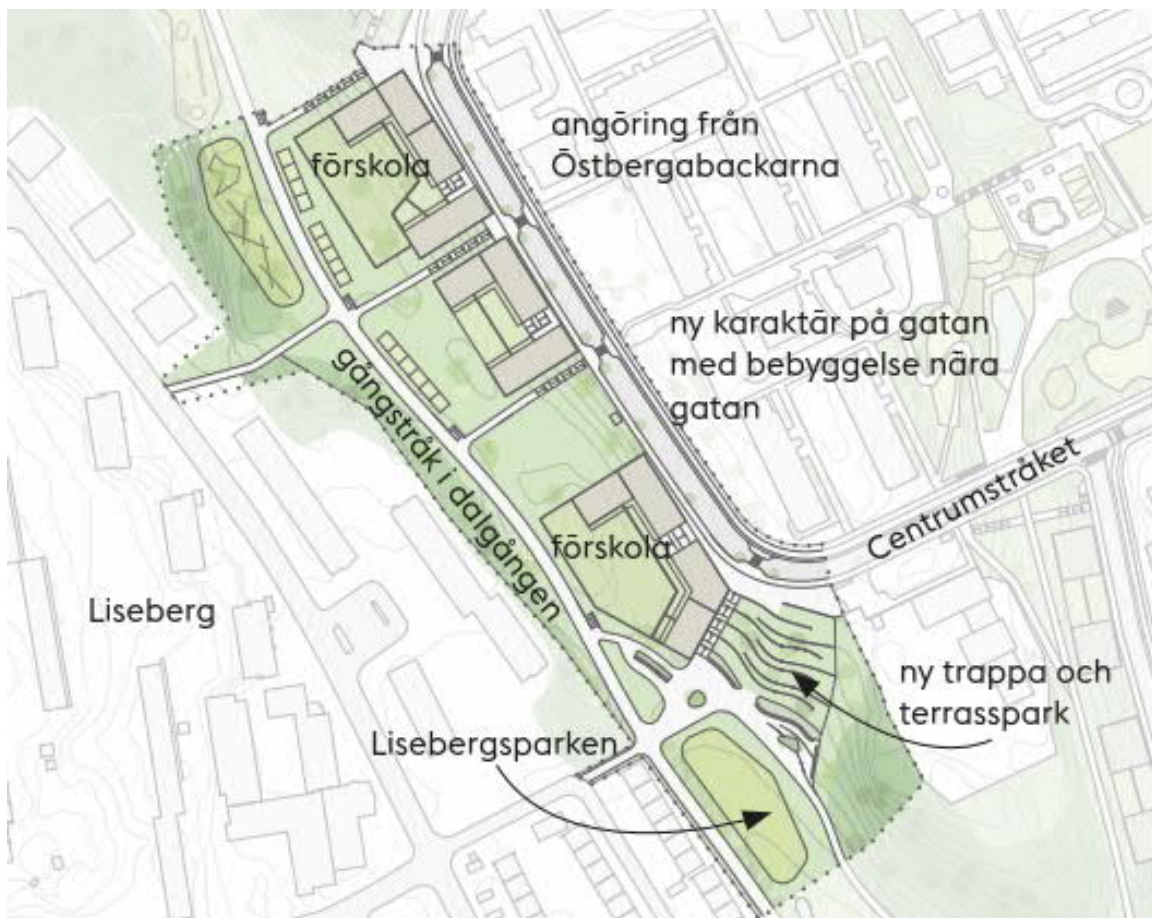 angöring från
Östbergabackarna
förskola
ny karaktär på gatan
med bebyggelse nära
gatan
gångstråk i dalgången
Centrumstråket
förskola
Liseberg
ny trappa och
terrasspark
Lisebergsparken